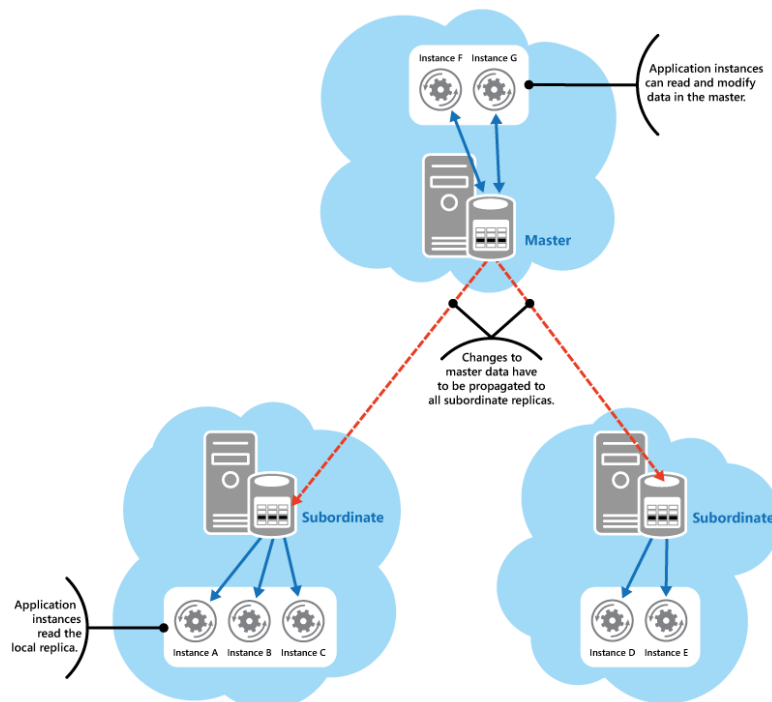 Instance F Instance G
Application instances
can read and modify
data in the master.
Master
Changes to
master data have
to be propagated to
all subordinate replicas.
Subordinate
Subordinate
Application
instances
read the
local replica.
Instance A Instance B Instance C
Instance D Instance E